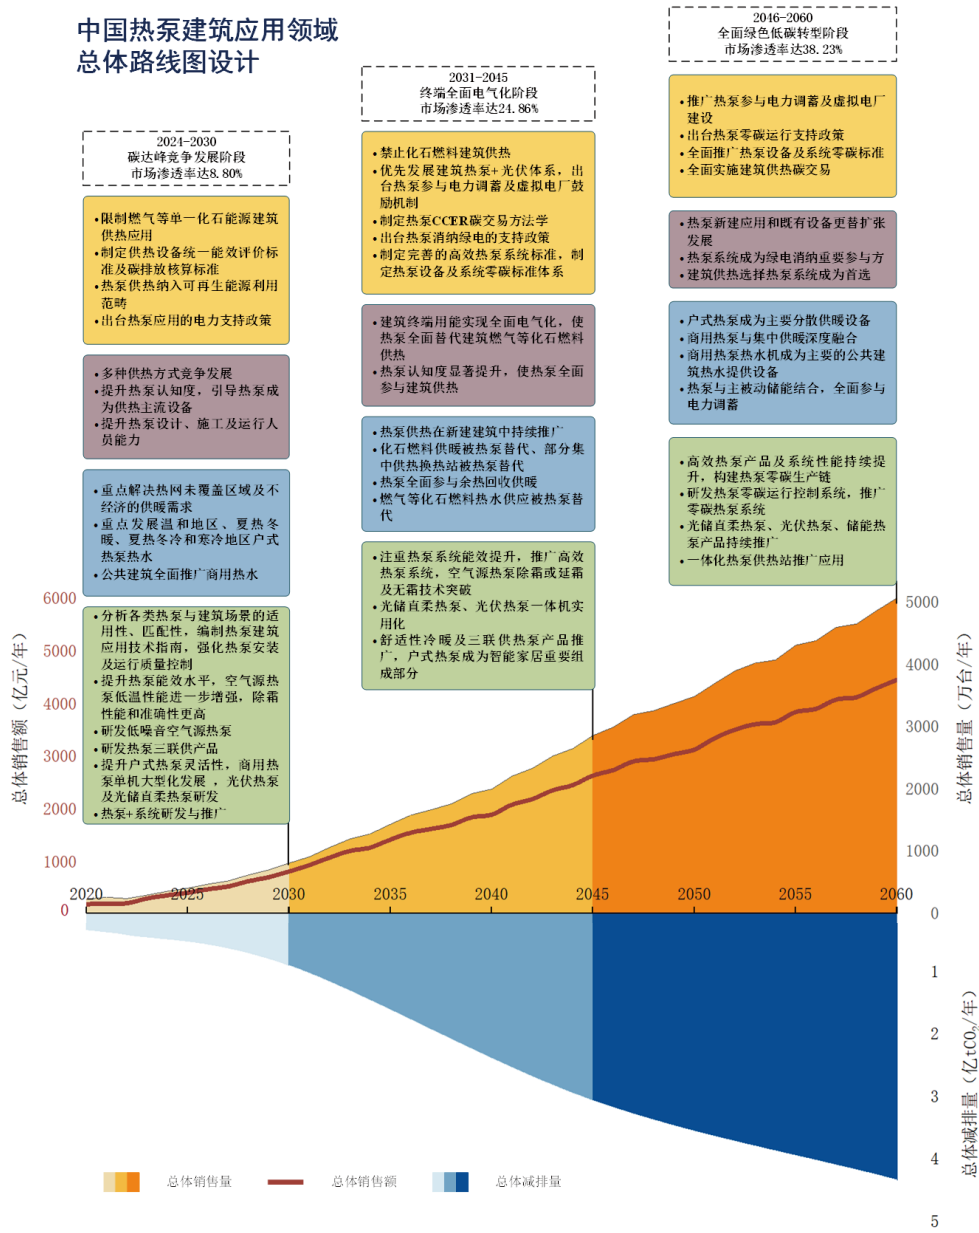 中国热泵建筑应用领域
总体路线图设计
2024-2030
碳达峰竞争发展阶段
市场渗透率达8.80%
•限制燃气等单一化石能源建筑
供热应用
•制定供热设备统一能效评价标
准及碳排放核算标准
•热泵供热纳入可再生能源利用
范畴
•出台热泵应用的电力支持政策
•多种供热方式竞争发展
•提升热泵认知度，引导热泵成
为供热主流设备
•提升热泵设计、施工及运行人
员能力
•重点解决热网未覆盖区域及不
经济的供暖需求
•重点发展温和地区、夏热冬
暖、夏热冬冷和寒冷地区户式
热泵热水
•公共建筑全面推广商用热水
•分析各类热泵与建筑场景的适
用性、匹配性，编制热泵建筑
应用技术指南，强化热泵安装
及运行质量控制
•提升热泵能效水平，空气源热
泵低温性能进一步增强，除霜
性能和准确性更高
•研发低噪音空气源热泵
•研发热泵三联供产品
•提升户式热泵灵活性，商用热
泵单机大型化发展，光伏热泵
及光储直柔热泵研发
•热泵+系统研发与推广
2031-2045
终端全面电气化阶段
市场渗透率达24.86%
•禁止化石燃料建筑供热
•优先发展建筑热泵+光伏体系，出
台热泵参与电力调蓄及虚拟电厂鼓
励机制
•制定热泵CCER碳交易方法学
•出台热泵消纳绿电的支持政策
•制定完善的高效热泵系统标准，制
定热泵设备及系统零碳标准体系
•建筑终端用能实现全面电气化，使
热泵全面替代建筑燃气等化石燃料
供热
•热泵认知度显著提升，使热泵全面
参与建筑供热
•热泵供热在新建建筑中持续推广
•化石燃料供暖被热泵替代、部分集
中供热换热站被热泵替代
•热泵全面参与余热回收供暖
•燃气等化石燃料热水供应被热泵替
代
•注重热泵系统能效提升，推广高效
热泵系统，空气源热泵除霜或延霜
及无霜技术突破
•光储直柔热泵、光伏热泵一体机实
用化
•舒适性冷暖及三联供热泵产品推
广，户式热泵成为智能家居重要组
成部分
2046-2060
全面绿色低碳转型阶段
市场渗透率达38.23%
•推广热泵参与电力调蓄及虚拟电厂
建设
•出台热泵零碳运行支持政策
•全面推广热泵设备及系统零碳标准
•全面实施建筑供热碳交易
•热泵新建应用和既有设备更替扩张
发展
•热泵系统成为绿电消纳重要参与方
•建筑供热选择热泵系统成为首选
•户式热泵成为主要分散供暖设备
•商用热泵与集中供暖深度融合
•商用热泵热水机成为主要的公共建
筑热水提供设备
•热泵与主被动储能结合，全面参与
电力调蓄
•高效热泵产品及系统性能持续提
升，构建热泵零碳生产链
•研发热泵零碳运行控制系统，推广
零碳热泵系统
•光储直柔热泵、光伏热泵、储能热
泵产品持续推广
•一体化热泵供热站推广应用
总体销售额（亿元/年）
6000
5000
4000
3000
2000
1000
0
2020
2025
2030
2035
2040
2045
2050
2055
2060
总体销售量（万台/年）
5000
4000
3000
2000
1000
0
1
2
3
4
5
总体减排量（亿tCO₂/年）
总体销售量
总体销售额
总体减排量